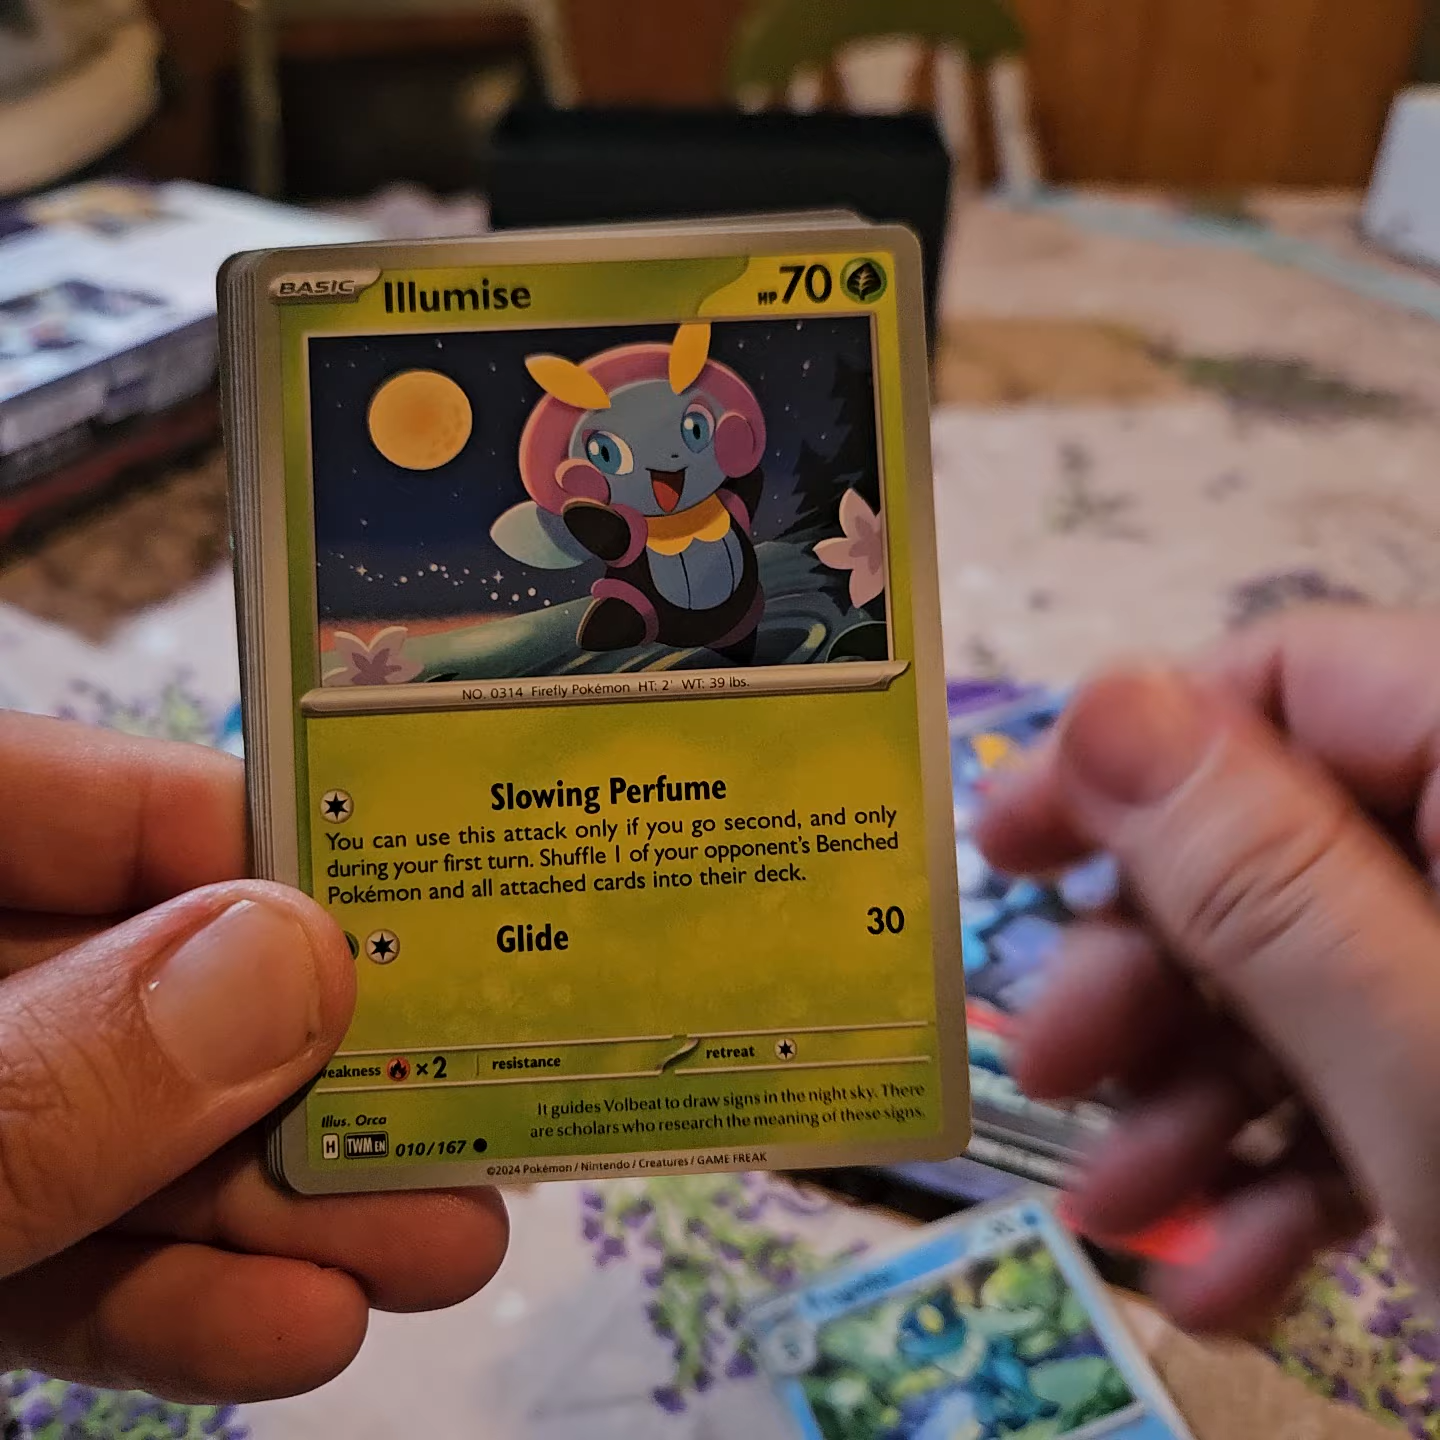 BASIC Illumise HP 70
NO. 0314 Firefly Pokémon HT: 2' WT: 39 lbs.
Slowing Perfume
You can use this attack only if you go second, and only
during your first turn. Shuffle 1 of your opponent's Benched
Pokémon and all attached cards into their deck.
Glide 30
weakness ×2 resistance retreat
It guides Volbeat to draw signs in the night sky. There
are scholars who research the meaning of these signs.
Illus. Orca
H TWM EN 010/167
©2024 Pokémon / Nintendo / Creatures / GAME FREAK